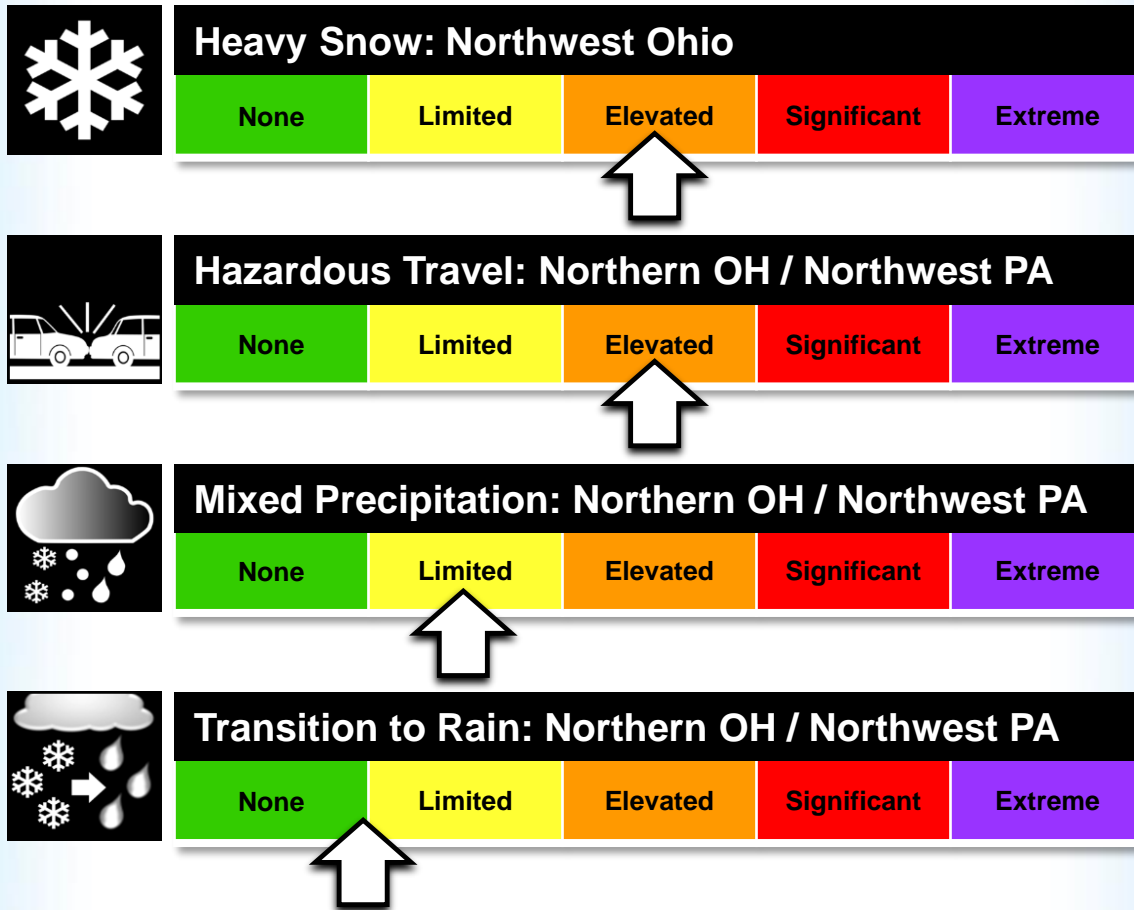 Heavy Snow: Northwest Ohio
None Limited Elevated Significant Extreme
Hazardous Travel: Northern OH / Northwest PA
None Limited Elevated Significant Extreme
Mixed Precipitation: Northern OH / Northwest PA
None Limited Elevated Significant Extreme
Transition to Rain: Northern OH / Northwest PA
None Limited Elevated Significant Extreme